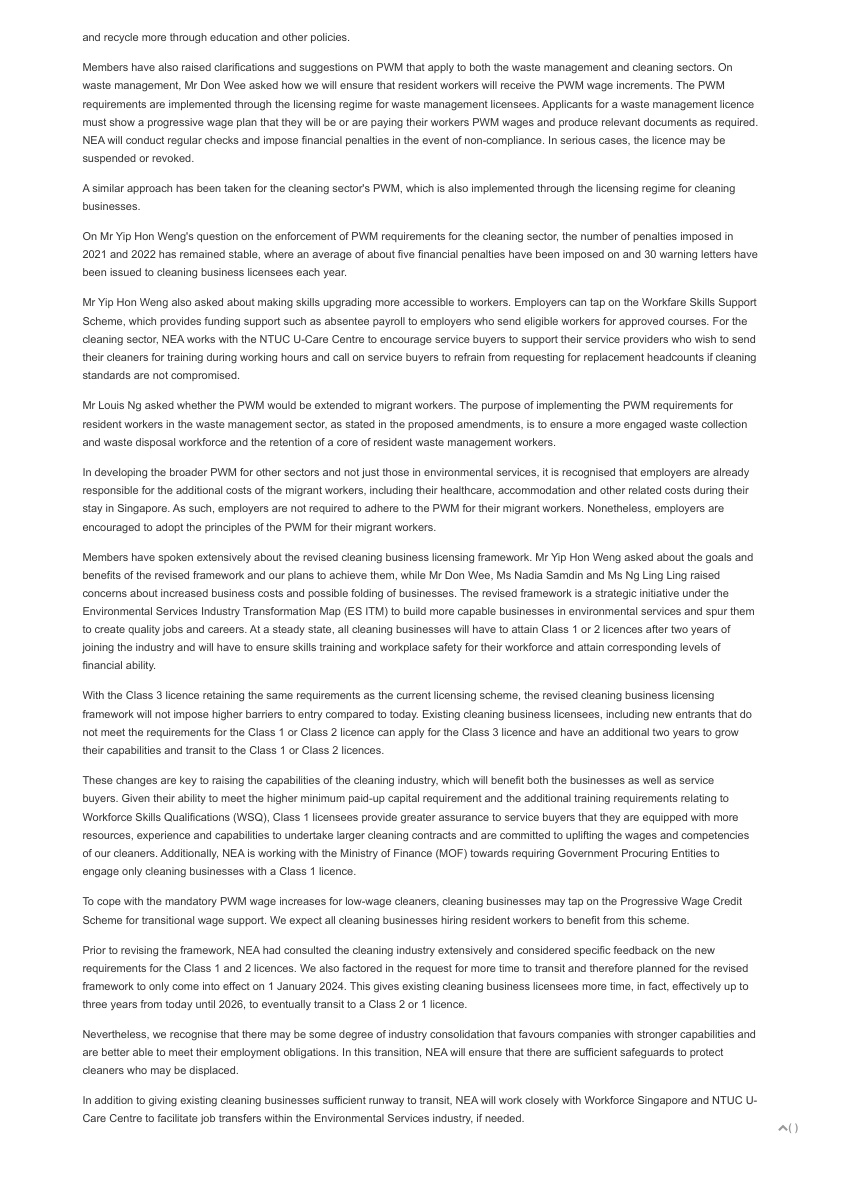 and recycle more through education and other policies.
Members have also raised clarifications and suggestions on PWM that apply to both the waste management and cleaning sectors. On
waste management, Mr Don Wee asked how we will ensure that resident workers will receive the PWM wage increments. The PWM
requirements are implemented through the licensing regime for waste management licensees. Applicants for a waste management licence
must show a progressive wage plan that they will be or are paying their workers PWM wages and produce relevant documents as required.
NEA will conduct regular checks and impose financial penalties in the event of non-compliance. In serious cases, the licence may be
suspended or revoked.
A similar approach has been taken for the cleaning sector's PWM, which is also implemented through the licensing regime for cleaning
businesses.
On Mr Yip Hon Weng's question on the enforcement of PWM requirements for the cleaning sector, the number of penalties imposed in
2021 and 2022 has remained stable, where an average of about five financial penalties have been imposed on and 30 warning letters have
been issued to cleaning business licensees each year.
Mr Yip Hon Weng also asked about making skills upgrading more accessible to workers. Employers can tap on the Workfare Skills Support
Scheme, which provides funding support such as absentee payroll to employers who send eligible workers for approved courses. For the
cleaning sector, NEA works with the NTUC U-Care Centre to encourage service buyers to support their service providers who wish to send
their cleaners for training during working hours and call on service buyers to refrain from requesting for replacement headcounts if cleaning
standards are not compromised.
Mr Louis Ng asked whether the PWM would be extended to migrant workers. The purpose of implementing the PWM requirements for
resident workers in the waste management sector, as stated in the proposed amendments, is to ensure a more engaged waste collection
and waste disposal workforce and the retention of a core of resident waste management workers.
In developing the broader PWM for other sectors and not just those in environmental services, it is recognised that employers are already
responsible for the additional costs of the migrant workers, including their healthcare, accommodation and other related costs during their
stay in Singapore. As such, employers are not required to adhere to the PWM for their migrant workers. Nonetheless, employers are
encouraged to adopt the principles of the PWM for their migrant workers.
Members have spoken extensively about the revised cleaning business licensing framework. Mr Yip Hon Weng asked about the goals and
benefits of the revised framework and our plans to achieve them, while Mr Don Wee, Ms Nadia Samdin and Ms Ng Ling Ling raised
concerns about increased business costs and possible folding of businesses. The revised framework is a strategic initiative under the
Environmental Services Industry Transformation Map (ES ITM) to build more capable businesses in environmental services and spur them
to create quality jobs and careers. At a steady state, all cleaning businesses will have to attain Class 1 or 2 licences after two years of
joining the industry and will have to ensure skills training and workplace safety for their workforce and attain corresponding levels of
financial ability.
With the Class 3 licence retaining the same requirements as the current licensing scheme, the revised cleaning business licensing
framework will not impose higher barriers to entry compared to today. Existing cleaning business licensees, including new entrants that do
not meet the requirements for the Class 1 or Class 2 licence can apply for the Class 3 licence and have an additional two years to grow
their capabilities and transit to the Class 1 or Class 2 licences.
These changes are key to raising the capabilities of the cleaning industry, which will benefit both the businesses as well as service
buyers. Given their ability to meet the higher minimum paid-up capital requirement and the additional training requirements relating to
Workforce Skills Qualifications (WSQ), Class 1 licensees provide greater assurance to service buyers that they are equipped with more
resources, experience and capabilities to undertake larger cleaning contracts and are committed to uplifting the wages and competencies
of our cleaners. Additionally, NEA is working with the Ministry of Finance (MOF) towards requiring Government Procuring Entities to
engage only cleaning businesses with a Class 1 licence.
To cope with the mandatory PWM wage increases for low-wage cleaners, cleaning businesses may tap on the Progressive Wage Credit
Scheme for transitional wage support. We expect all cleaning businesses hiring resident workers to benefit from this scheme.
Prior to revising the framework, NEA had consulted the cleaning industry extensively and considered specific feedback on the new
requirements for the Class 1 and 2 licences. We also factored in the request for more time to transit and therefore planned for the revised
framework to only come into effect on 1 January 2024. This gives existing cleaning business licensees more time, in fact, effectively up to
three years from today until 2026, to eventually transit to a Class 2 or 1 licence.
Nevertheless, we recognise that there may be some degree of industry consolidation that favours companies with stronger capabilities and
are better able to meet their employment obligations. In this transition, NEA will ensure that there are sufficient safeguards to protect
cleaners who may be displaced.
In addition to giving existing cleaning businesses sufficient runway to transit, NEA will work closely with Workforce Singapore and NTUC U-
Care Centre to facilitate job transfers within the Environmental Services industry, if needed.
( )